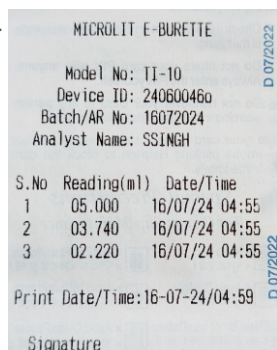 MICROLIT E-BURETTE
Model No: TI-10
Device ID: 24060046o
Batch/AR No: 16072024
Analyst Name: SSINGH
S.No Reading(ml) Date/Time
1 05.000 16/07/24 04:55
2 03.740 16/07/24 04:55
3 02.220 16/07/24 04:55
Print Date/Time:16-07-24/04:59
Signature
D 07/2022
D 07/2022